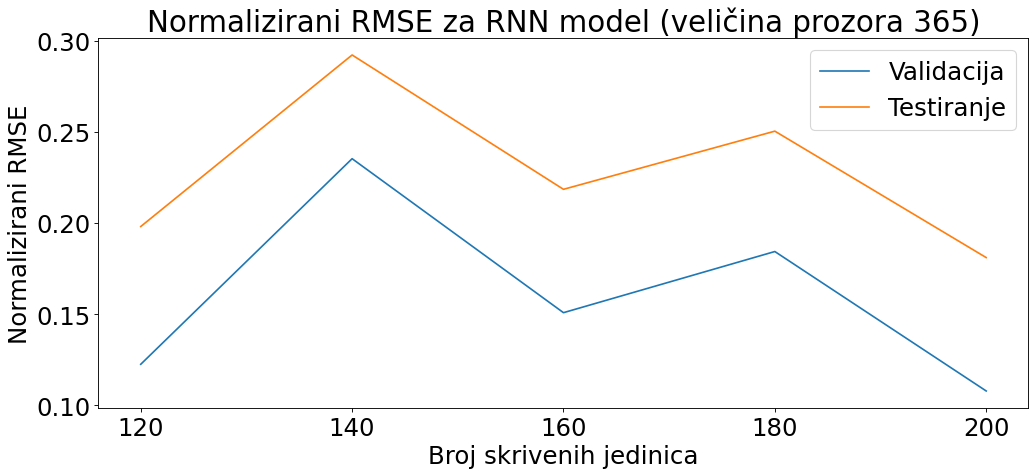 Normalizirani RMSE za RNN model (veličina prozora 365)
Validacija
Testiranje
Normalizirani RMSE
0.30
0.25
0.20
0.15
0.10
120 140 160 180 200
Broj skrivenih jedinica